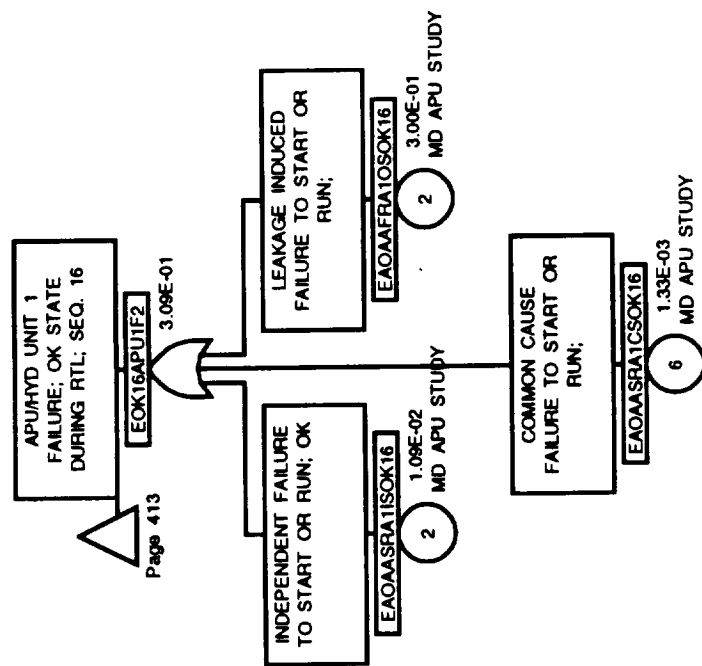 APU/HYD UNIT 1
FAILURE; OK STATE
DURING RTL; SEQ. 16
EOK16APU1F2
3.09E-01
Page 413
INDEPENDENT FAILURE
TO START OR RUN; OK
EAOAASRA1ISOK16
1.09E-02
2
MD APU STUDY
LEAKAGE INDUCED
FAILURE TO START OR
RUN;
EAOAAFRA1OSOK16
3.00E-01
2
MD APU STUDY
COMMON CAUSE
FAILURE TO START OR
RUN;
EAOAASRA1CSOK16
1.33E-03
6
MD APU STUDY